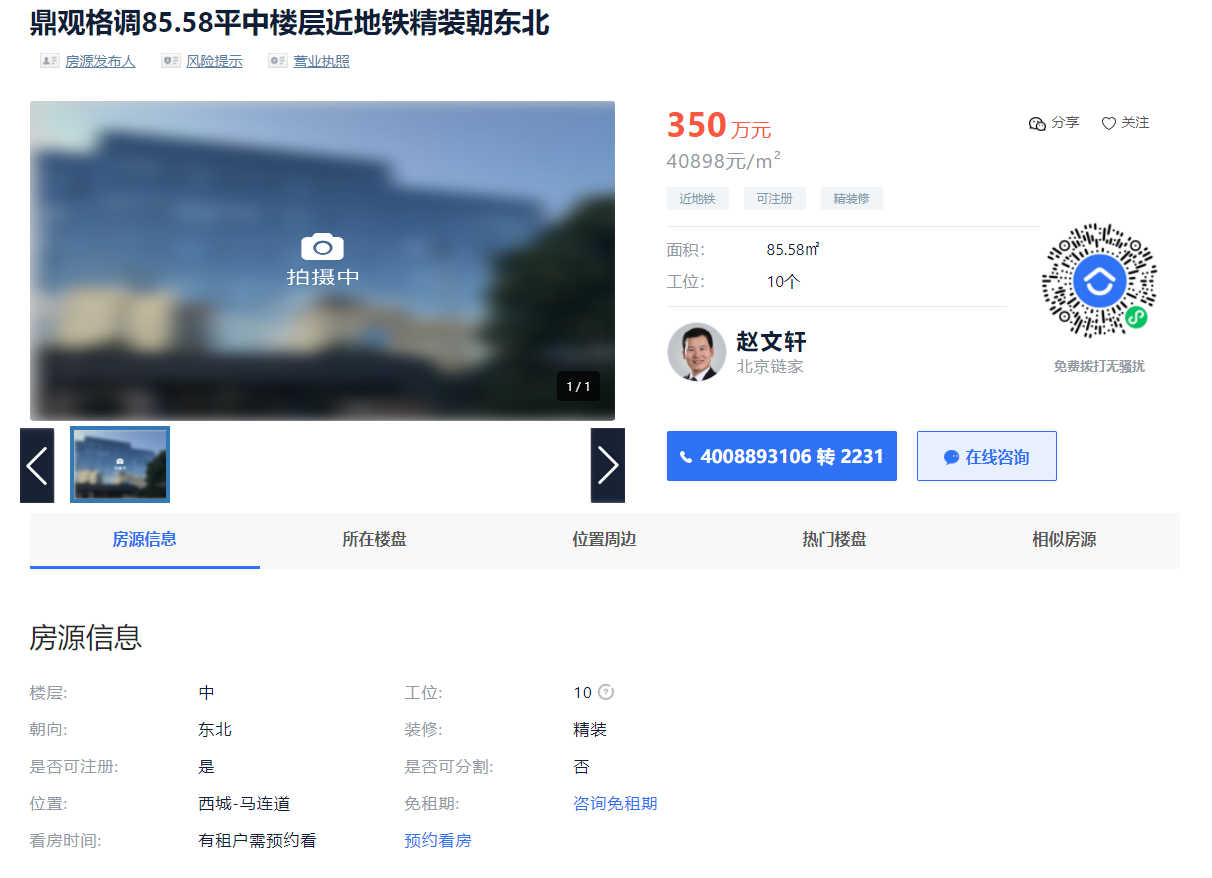 鼎观格调85.58平中楼层近地铁精装朝东北
房源发布人 风险提示 营业执照
拍摄中
1 / 1
350 万元
分享 关注
40898元/m²
近地铁 可注册 精装修
面积: 85.58㎡
工位: 10个
赵文轩
北京链家
免费拨打无骚扰
4008893106 转 2231
在线咨询
房源信息 所在楼盘 位置周边 热门楼盘 相似房源
房源信息
楼层: 中 工位: 10 ?
朝向: 东北 装修: 精装
是否可注册: 是 是否可分割: 否
位置: 西城-马连道 免租期: 咨询免租期
看房时间: 有租户需预约看 预约看房